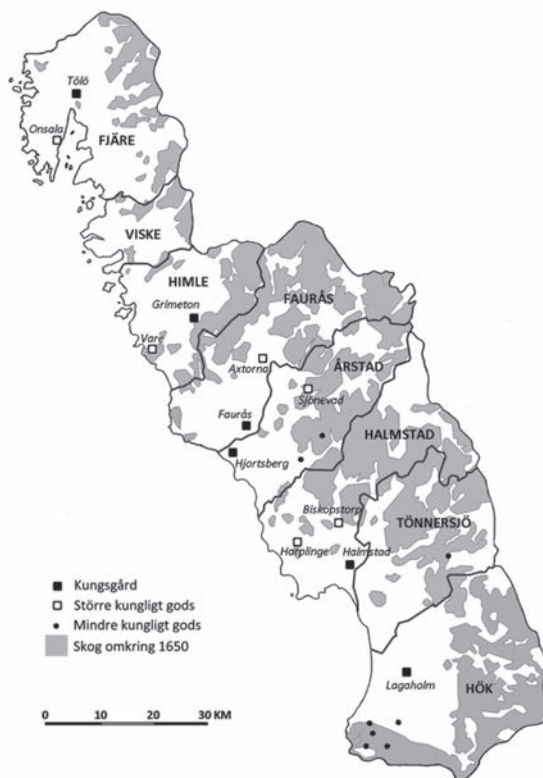 Tölö
Onsala
FJÄRE
VISKE
HIMLE
Grimeton
FAURÅS
Vare
Axtorna
ÅRSTAD
Sjönevad
Faurås
HALMSTAD
Hjortsberg
Biskopstorp
TÖNNERSJÖ
Harplinge
Halmstad
Kungsgård
Större kungligt gods
Mindre kungligt gods
Skog omkring 1650
Lagaholm
HÖK
0 10 20 30 KM